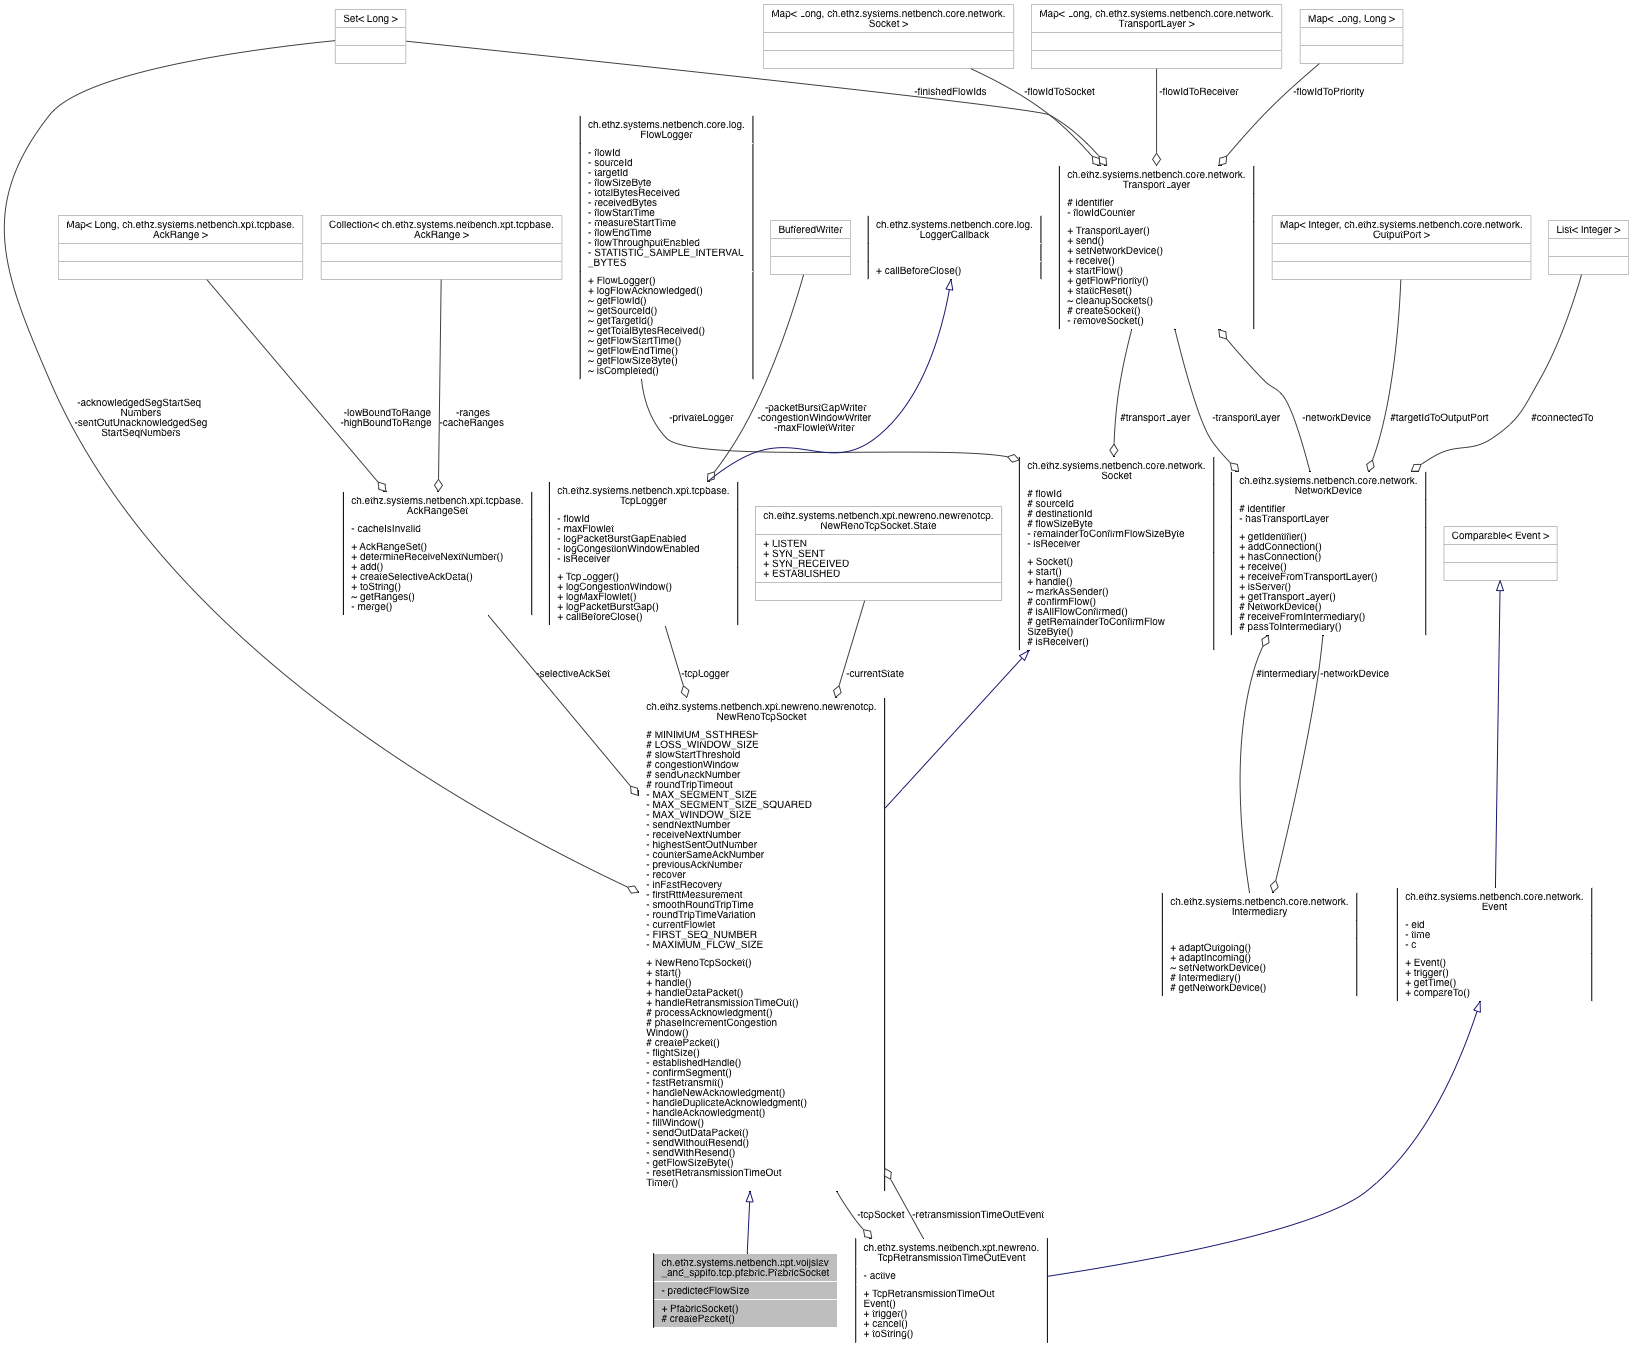 Set< Long >
Map< Long, ch.ethz.systems.netbench.core.network.
Socket >
Map< Long, ch.ethz.systems.netbench.core.network.
TransportLayer >
Map< Long, Long >
-finishedFlowIds
-flowIdToSocket
-flowIdToReceiver
-flowIdToPriority
ch.ethz.systems.netbench.core.log.
FlowLogger
- flowId
- sourceId
- targetId
- flowSizeByte
- totalBytesReceived
- receivedBytes
- flowStartTime
- measureStartTime
- flowEndTime
- flowThroughputEnabled
- STATISTIC_SAMPLE_INTERVAL
_BYTES
+ FlowLogger()
+ logFlowAcknowledged()
~ getFlowId()
~ getSourceId()
~ getTargetId()
~ getTotalBytesReceived()
~ getFlowStartTime()
~ getFlowEndTime()
~ getFlowSizeByte()
~ isCompleted()
ch.ethz.systems.netbench.core.network.
TransportLayer
# identifier
- flowIdCounter
+ TransportLayer()
+ send()
+ setNetworkDevice()
+ receive()
+ startFlow()
+ getFlowPriority()
+ staticReset()
~ cleanupSockets()
# createSocket()
- removeSocket()
Map< Long, ch.ethz.systems.netbench.xpt.tcpbase.
AckRange >
Collection< ch.ethz.systems.netbench.xpt.tcpbase.
AckRange >
BufferedWriter
ch.ethz.systems.netbench.core.log.
LoggerCallback
+ callBeforeClose()
Map< Integer, ch.ethz.systems.netbench.core.network.
OutputPort >
List< Integer >
-acknowledgedSegStartSeq
Numbers
-sentOutUnacknowledgedSeg
StartSeqNumbers
-lowBoundToRange
-highBoundToRange
-ranges
-cacheRanges
-privateLogger
-packetBurstGapWriter
-congestionWindowWriter
-maxFlowletWriter
#transportLayer
-transportLayer
-networkDevice
#targetIdToOutputPort
#connectedTo
ch.ethz.systems.netbench.xpt.tcpbase.
AckRangeSet
- cacheIsInvalid
+ AckRangeSet()
+ determineReceiveNextNumber()
+ add()
+ createSelectiveAckData()
+ toString()
~ getRanges()
- merge()
ch.ethz.systems.netbench.xpt.tcpbase.
TcpLogger
- flowId
- maxFlowlet
- logPacketBurstGapEnabled
- logCongestionWindowEnabled
- isReceiver
+ TcpLogger()
+ logCongestionWindow()
+ logMaxFlowlet()
+ logPacketBurstGap()
+ callBeforeClose()
ch.ethz.systems.netbench.xpt.newreno.newrenotcp.
NewRenoTcpSocket.State
+ LISTEN
+ SYN_SENT
+ SYN_RECEIVED
+ ESTABLISHED
ch.ethz.systems.netbench.core.network.
Socket
# flowId
# sourceId
# destinationId
# flowSizeByte
- remainderToConfirmFlowSizeByte
- isReceiver
+ Socket()
+ start()
+ handle()
~ markAsSender()
# confirmFlow()
# isAllFlowConfirmed()
# getRemainderToConfirmFlow
SizeByte()
# isReceiver()
ch.ethz.systems.netbench.core.network.
NetworkDevice
# identifier
- hasTransportLayer
+ getIdentifier()
+ addConnection()
+ hasConnection()
+ receive()
+ receiveFromTransportLayer()
+ isServer()
+ getTransportLayer()
# NetworkDevice()
# receiveFromIntermediary()
# passToIntermediary()
Comparable< Event >
-selectiveAckSet
-tcpLogger
-currentState
#intermediary
-networkDevice
ch.ethz.systems.netbench.xpt.newreno.newrenotcp.
NewRenoTcpSocket
# MINIMUM_SSTHRESH
# LOSS_WINDOW_SIZE
# slowStartThreshold
# congestionWindow
# sendUnackNumber
# roundTripTimeout
- MAX_SEGMENT_SIZE
- MAX_SEGMENT_SIZE_SQUARED
- MAX_WINDOW_SIZE
- sendNextNumber
- receiveNextNumber
- highestSentOutNumber
- counterSameAckNumber
- previousAckNumber
- recover
- inFastRecovery
- firstRttMeasurement
- smoothRoundTripTime
- roundTripTimeVariation
- currentFlowlet
- FIRST_SEQ_NUMBER
- MAXIMUM_FLOW_SIZE
+ NewRenoTcpSocket()
+ start()
+ handle()
+ handleDataPacket()
+ handleRetransmissionTimeOut()
# processAcknowledgment()
# phaseIncrementCongestion
Window()
# createPacket()
- flightSize()
- establishedHandle()
- confirmSegment()
- fastRetransmit()
- handleNewAcknowledgment()
- handleDuplicateAcknowledgment()
- handleAcknowledgment()
- fillWindow()
- sendOutDataPacket()
- sendWithoutResend()
- sendWithResend()
- getFlowSizeByte()
- resetRetransmissionTimeOut
Timer()
ch.ethz.systems.netbench.core.network.
Intermediary
+ adaptOutgoing()
+ adaptIncoming()
~ setNetworkDevice()
# Intermediary()
# getNetworkDevice()
ch.ethz.systems.netbench.core.network.
Event
- eid
- time
- c
+ Event()
+ trigger()
+ getTime()
+ compareTo()
-tcpSocket
-retransmissionTimeOutEvent
ch.ethz.systems.netbench.xpt.voijslav
_and_sppifo.tcp.pfabric.PfabricSocket
- predictedFlowSize
+ PfabricSocket()
# createPacket()
ch.ethz.systems.netbench.xpt.newreno.
TcpRetransmissionTimeOutEvent
- active
+ TcpRetransmissionTimeOut
Event()
+ trigger()
+ cancel()
+ toString()